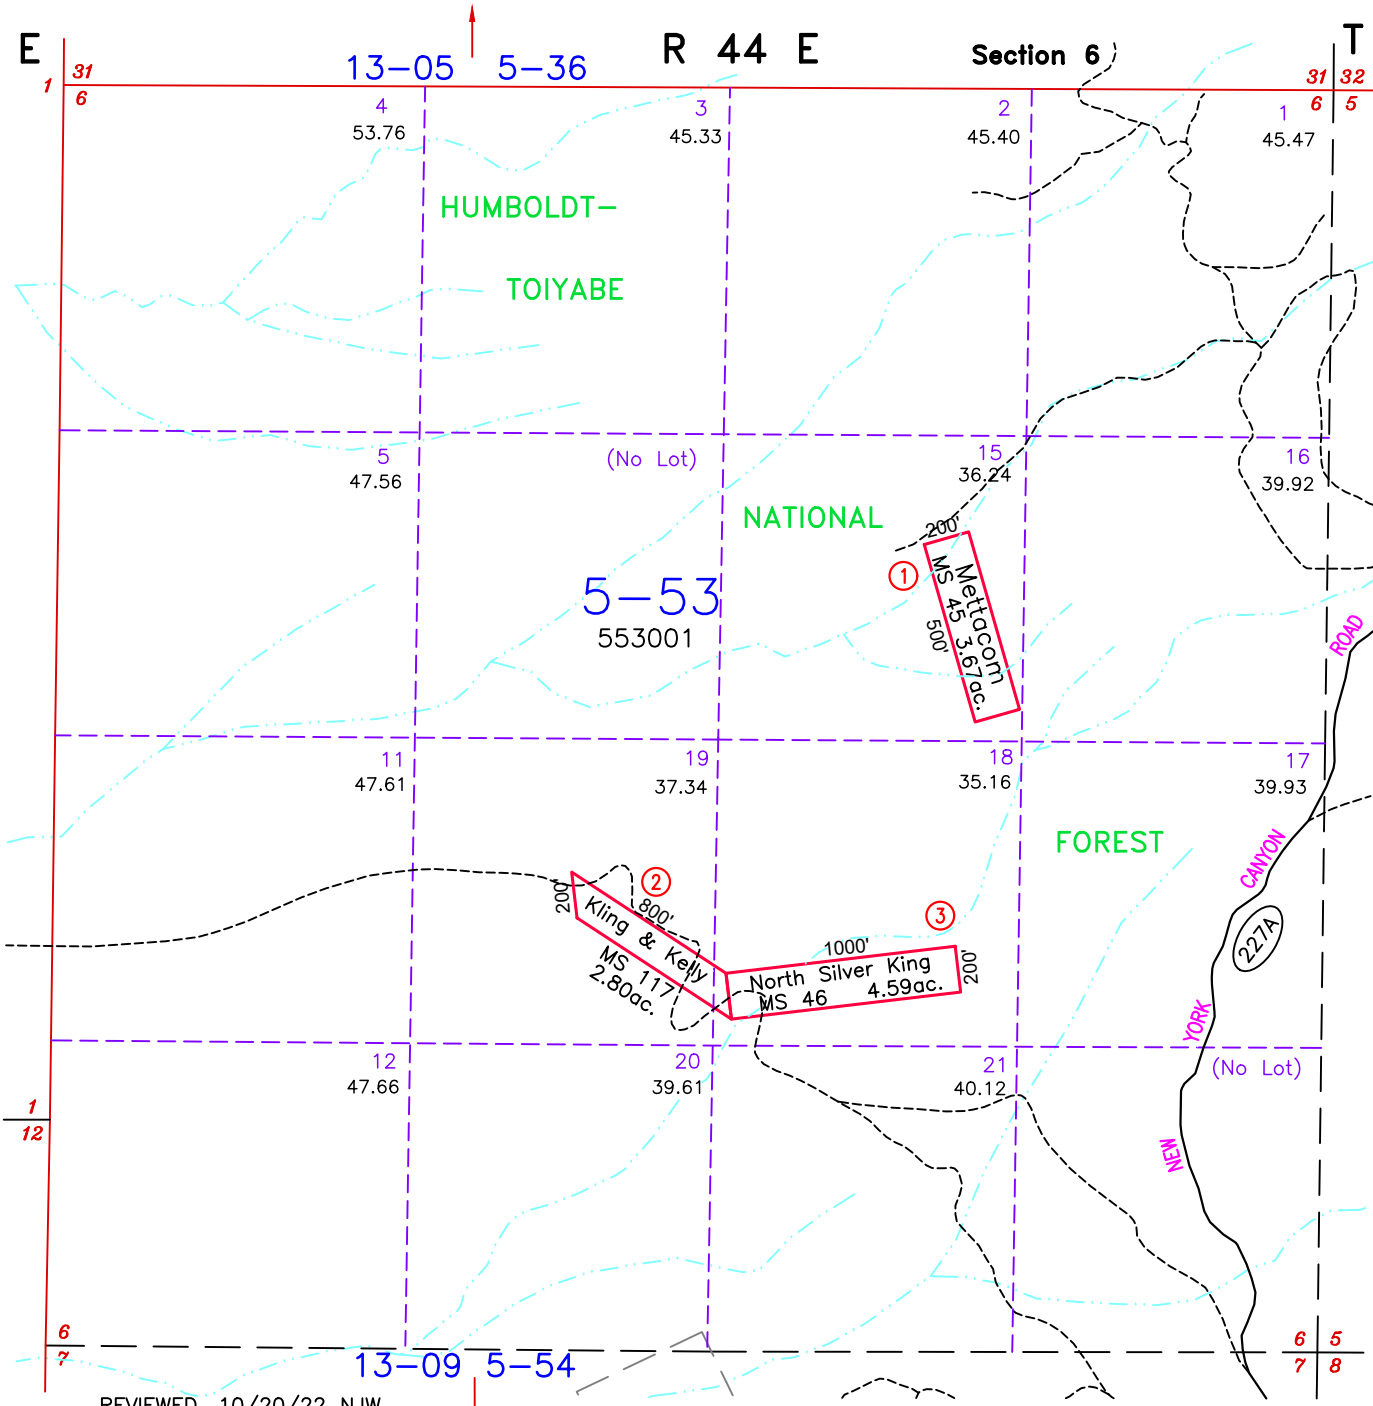 E
R 44 E
T
13-05 5-36
Section 6
1
31
6
31 32
6 5
4
53.76
3
45.33
2
45.40
1
45.47
HUMBOLDT-
TOIYABE
5
47.56
(No Lot)
15
36.24
16
39.92
NATIONAL
200'
1
Mettacom
MS 45 3.67ac.
500'
5-53
553001
ROAD
11
47.61
19
37.34
18
35.16
17
39.93
FOREST
CANYON
2
200'
800'
Kling & Kelly
MS 117
2.80ac.
3
1000'
North Silver King
MS 46 4.59ac.
200'
227A
YORK
12
47.66
20
39.61
21
40.12
(No Lot)
1
12
NEW
6
7
6 5
7 8
13-09 5-54
REVIEWED 10/20/22 NJW